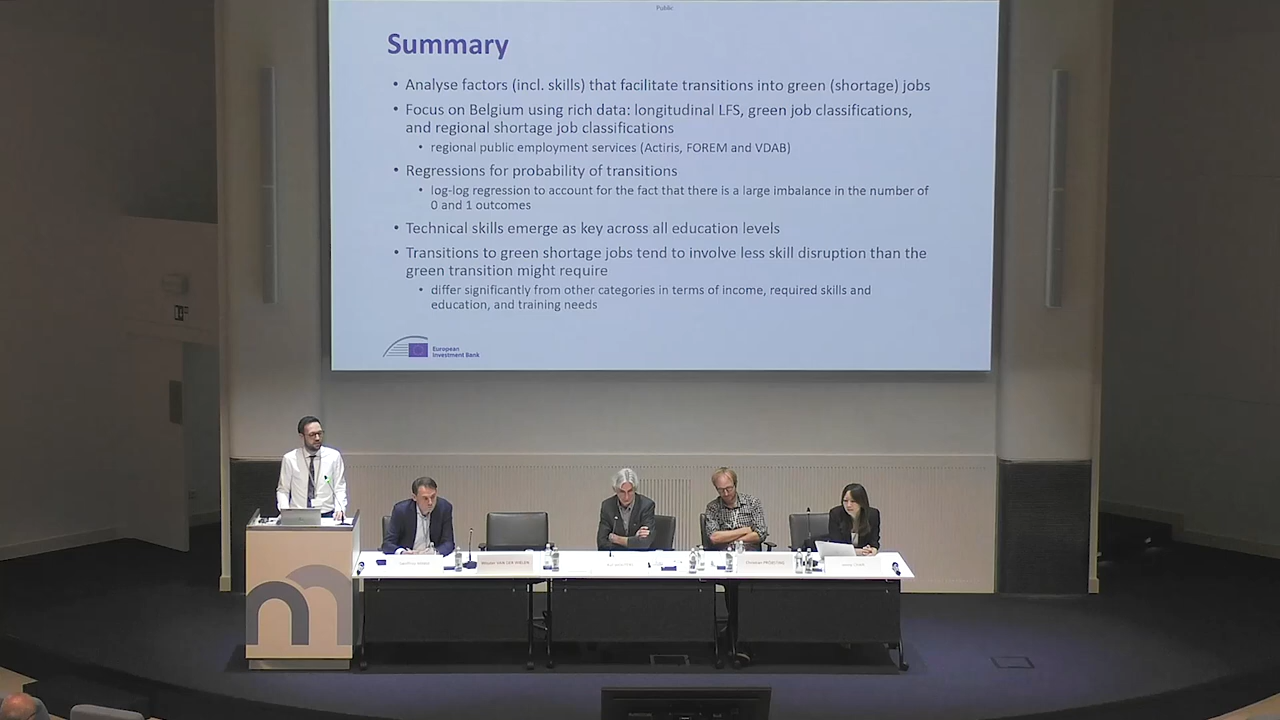 Public
Summary
• Analyse factors (incl. skills) that facilitate transitions into green (shortage) jobs
• Focus on Belgium using rich data: longitudinal LFS, green job classifications,
and regional shortage job classifications
• regional public employment services (Actiris, FOREM and VDAB)
• Regressions for probability of transitions
• log-log regression to account for the fact that there is a large imbalance in the number of
0 and 1 outcomes
• Technical skills emerge as key across all education levels
• Transitions to green shortage jobs tend to involve less skill disruption than the
green transition might require
• differ significantly from other categories in terms of income, required skills and
education, and training needs
European
Investment Bank
Wouter VAN DER WIELEN
Christian